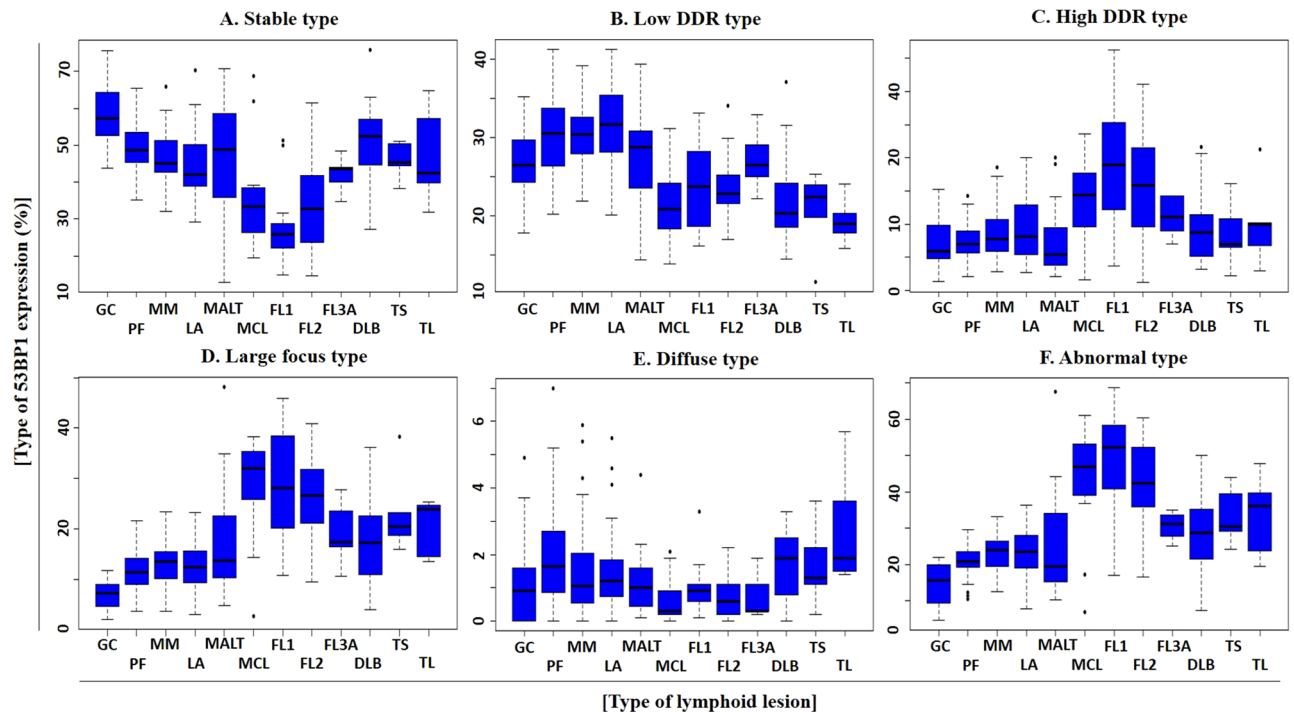 A. Stable type
B. Low DDR type
C. High DDR type
[Type of 53BP1 expression (%)]
70
50
30
10
GC MM MALT FL1 FL3A TS
PF LA MCL FL2 DLB TL
40
30
20
10
GC MM MALT FL1 FL3A TS
PF LA MCL FL2 DLB TL
40
20
10
0
GC MM MALT FL1 FL3A TS
PF LA MCL FL2 DLB TL
D. Large focus type
E. Diffuse type
F. Abnormal type
40
20
0
GC MM MALT FL1 FL3A TS
PF LA MCL FL2 DLB TL
6
4
2
0
GC MM MALT FL1 FL3A TS
PF LA MCL FL2 DLB TL
60
40
20
0
GC MM MALT FL1 FL3A TS
PF LA MCL FL2 DLB TL
[Type of lymphoid lesion]